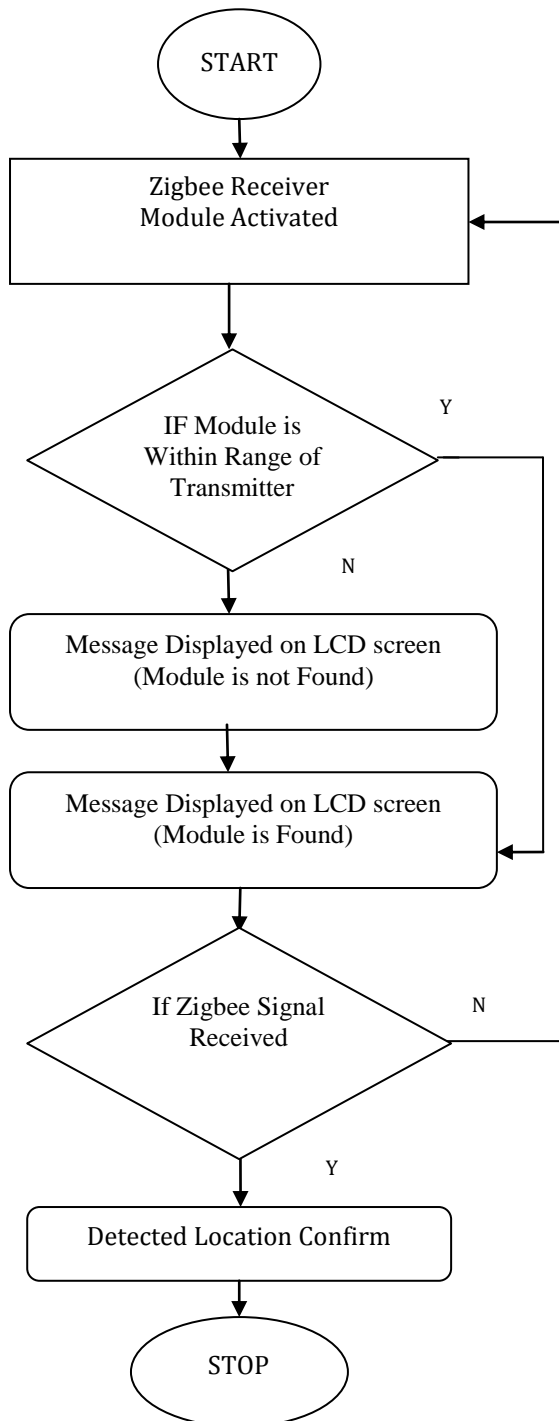 START
Zigbee Receiver
Module Activated
Y
IF Module is
Within Range of
Transmitter
N
Message Displayed on LCD screen
(Module is not Found)
Message Displayed on LCD screen
(Module is Found)
If Zigbee Signal
Received
N
Y
Detected Location Confirm
STOP